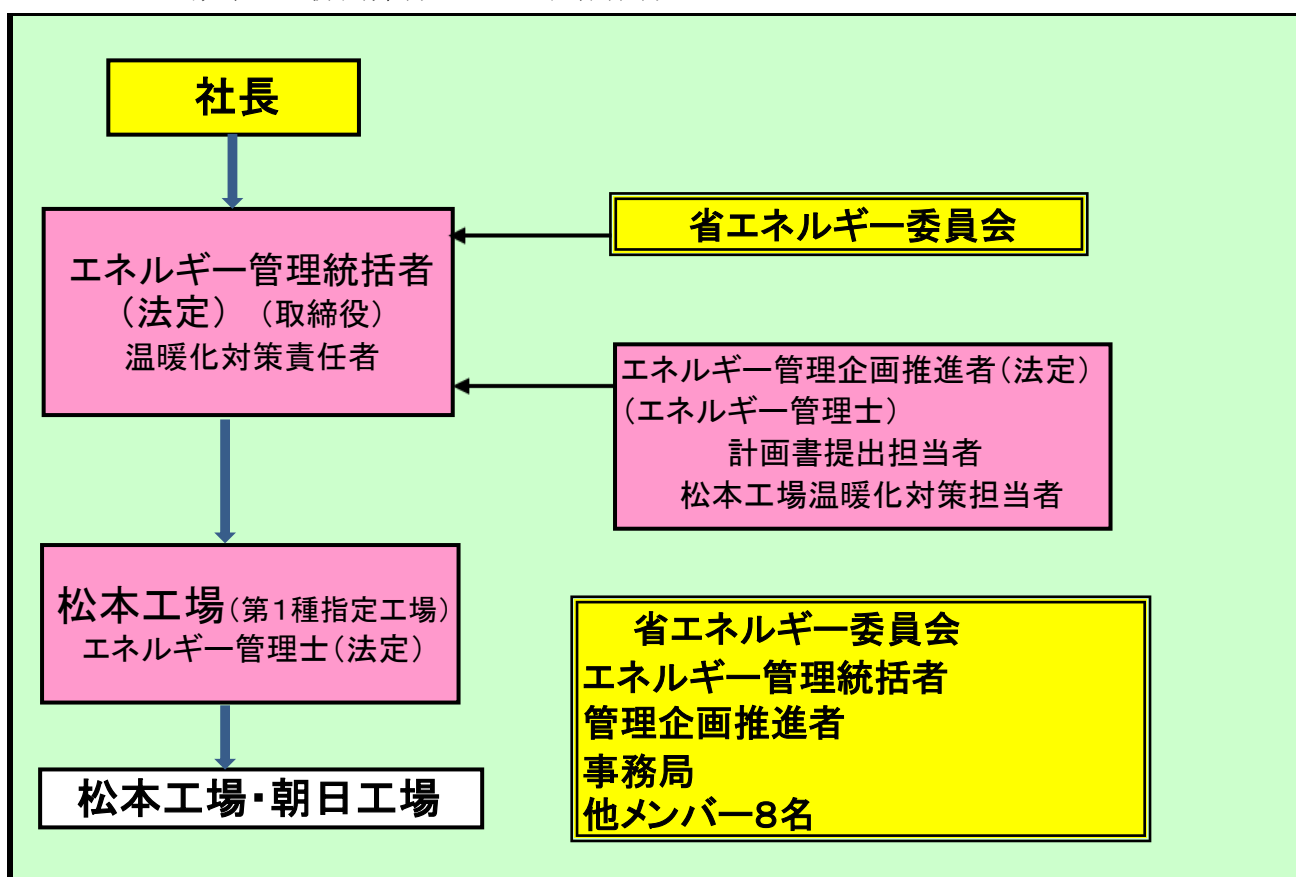 社長
省エネルギー委員会
エネルギー管理統括者
（法定）（取締役）
温暖化対策責任者
エネルギー管理企画推進者（法定）
（エネルギー管理士）
計画書提出担当者
松本工場温暖化対策担当者
松本工場（第１種指定工場）
エネルギー管理士（法定）
省エネルギー委員会
エネルギー管理統括者
管理企画推進者
事務局
他メンバー８名
松本工場・朝日工場